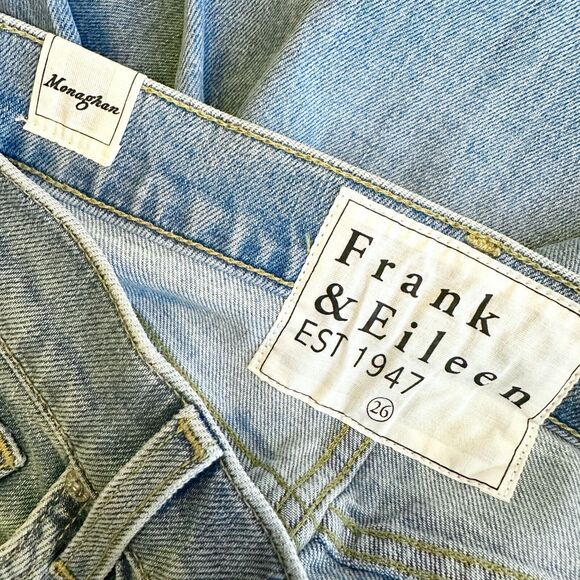 Monaghan
Frank
& Eileen
EST 1947
26